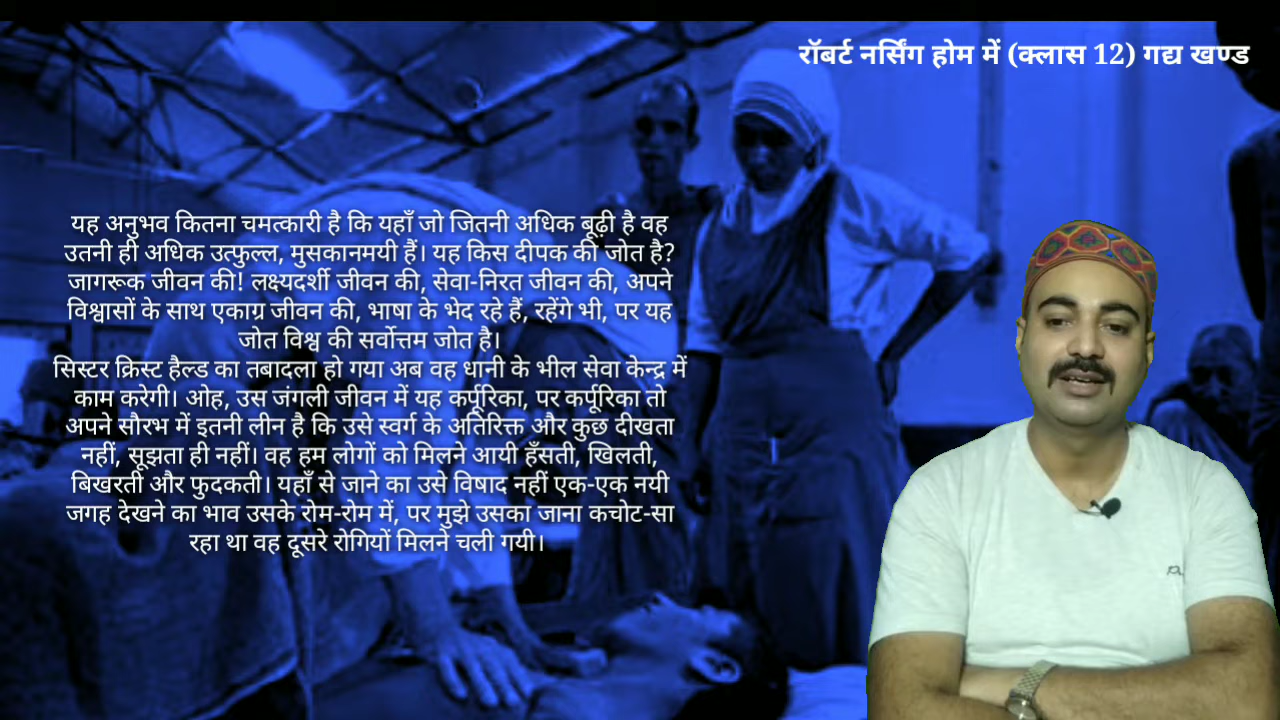 रॉबर्ट नर्सिंग होम में (क्लास 12) गद्य खण्ड
यह अनुभव कितना चमत्कारी है कि यहाँ जो जितनी अधिक बूढ़ी है वह
उतनी ही अधिक उत्फुल्ल, मुसकानमयी हैं। यह किस दीपक की जोत है?
जागरूक जीवन की! लक्ष्यदर्शी जीवन की, सेवा-निरत जीवन की, अपने
विश्वासों के साथ एकाग्र जीवन की, भाषा के भेद रहे हैं, रहेंगे भी, पर यह
जोत विश्व की सर्वोत्तम जोत है।
सिस्टर क्रिस्ट हैल्ड का तबादला हो गया अब वह धानी के भील सेवा केन्द्र में
काम करेगी। ओह, उस जंगली जीवन में यह कर्पूरिका, पर कर्पूरिका तो
अपने सौरभ में इतनी लीन है कि उसे स्वर्ग के अतिरिक्त और कुछ दीखता
नहीं, सूझता ही नहीं। वह हम लोगों को मिलने आयी हँसती, खिलती,
बिखरती और फुदकती। यहाँ से जाने का उसे विषाद नहीं एक-एक नयी
जगह देखने का भाव उसके रोम-रोम में, पर मुझे उसका जाना कचोट-सा
रहा था वह दूसरे रोगियों मिलने चली गयी।